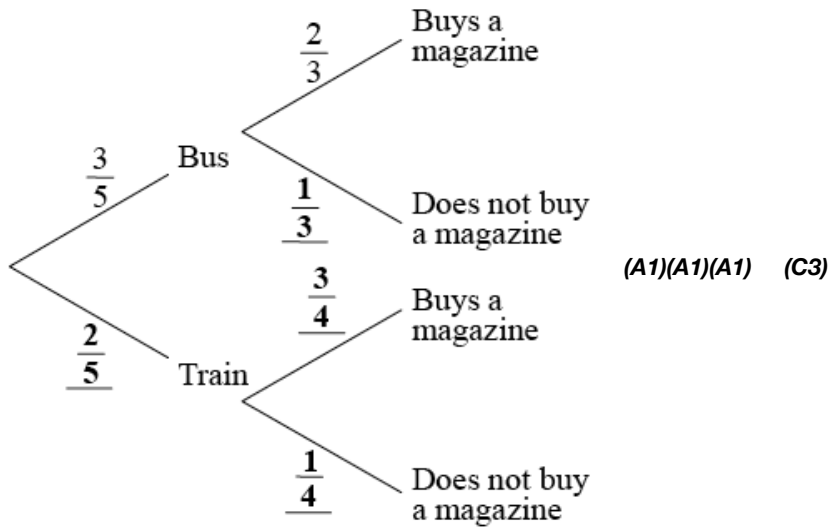 2
3
Buys a
magazine
3
5
Bus
1
3
Does not buy
a magazine
(A1)(A1)(A1) (C3)
2
5
Train
3
4
Buys a
magazine
1
4
Does not buy
a magazine